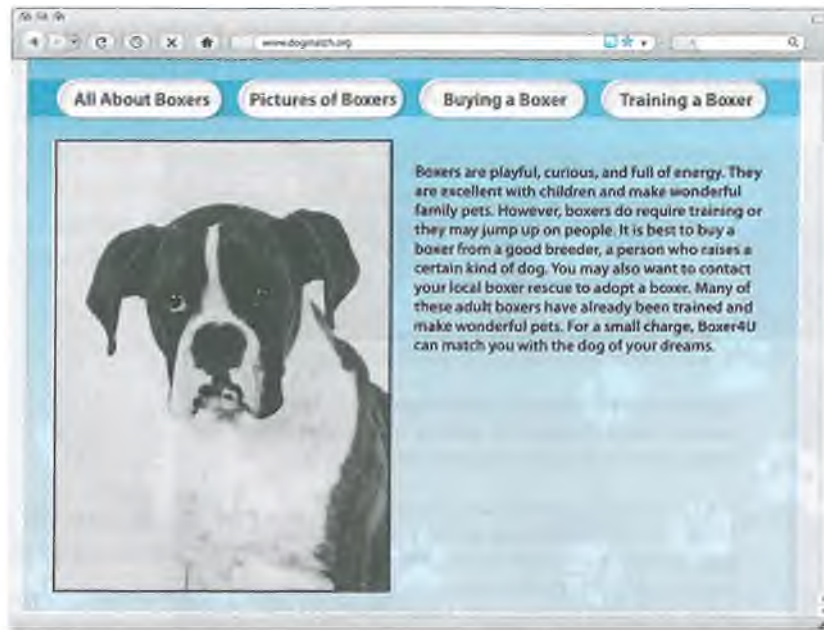 www.dogmatch.org
All About Boxers
Pictures of Boxers
Buying a Boxer
Training a Boxer
Boxers are playful, curious, and full of energy. They
are excellent with children and make wonderful
family pets. However, boxers do require training or
they may jump up on people. It is best to buy a
boxer from a good breeder, a person who raises a
certain kind of dog. You may also want to contact
your local boxer rescue to adopt a boxer. Many of
these adult boxers have already been trained and
make wonderful pets. For a small charge, Boxer4U
can match you with the dog of your dreams.